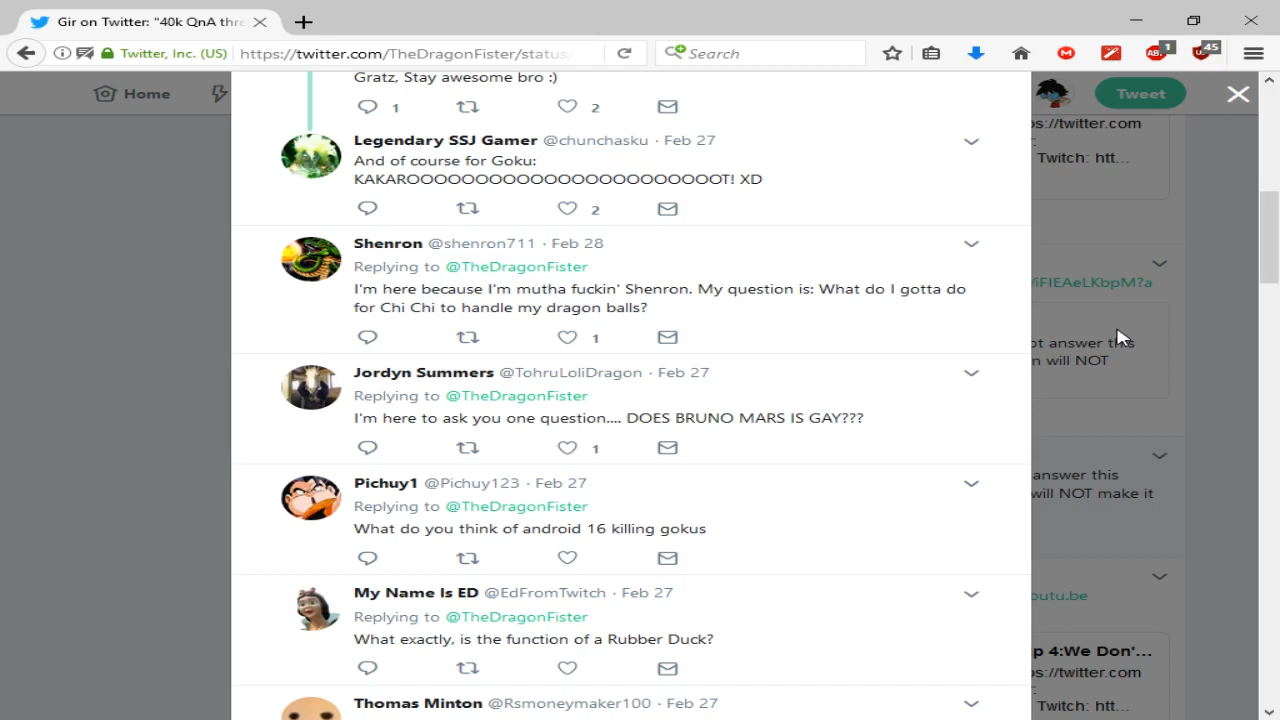 Gir on Twitter: "40k QnA thre
Twitter, Inc. (US)
https://twitter.com/TheDragonFister/status/
Search
1
45
Home
Tweet
Gratz, Stay awesome bro :)
1
2
Legendary SSJ Gamer @chunchasku · Feb 27
And of course for Goku:
KAKAROOOOOOOOOOOOOOOOOOOOOOOT! XD
2
Shenron @shenron711 · Feb 28
Replying to @TheDragonFister
I'm here because I'm mutha fuckin' Shenron. My question is: What do I gotta do
for Chi Chi to handle my dragon balls?
1
Jordyn Summers @TohruLoliDragon · Feb 27
Replying to @TheDragonFister
I'm here to ask you one question.... DOES BRUNO MARS IS GAY???
1
Pichuy1 @Pichuy123 · Feb 27
Replying to @TheDragonFister
What do you think of android 16 killing gokus
My Name Is ED @EdFromTwitch · Feb 27
Replying to @TheDragonFister
What exactly, is the function of a Rubber Duck?
Thomas Minton @Rsmoneymaker100 · Feb 27
ps://twitter.com
Twitch: htt...
/iFIEAeLKbpM?a
ot answer this
n will NOT
answer this
will NOT make it
outu.be
p 4:We Don'...
ps://twitter.com
Twitch: htt...